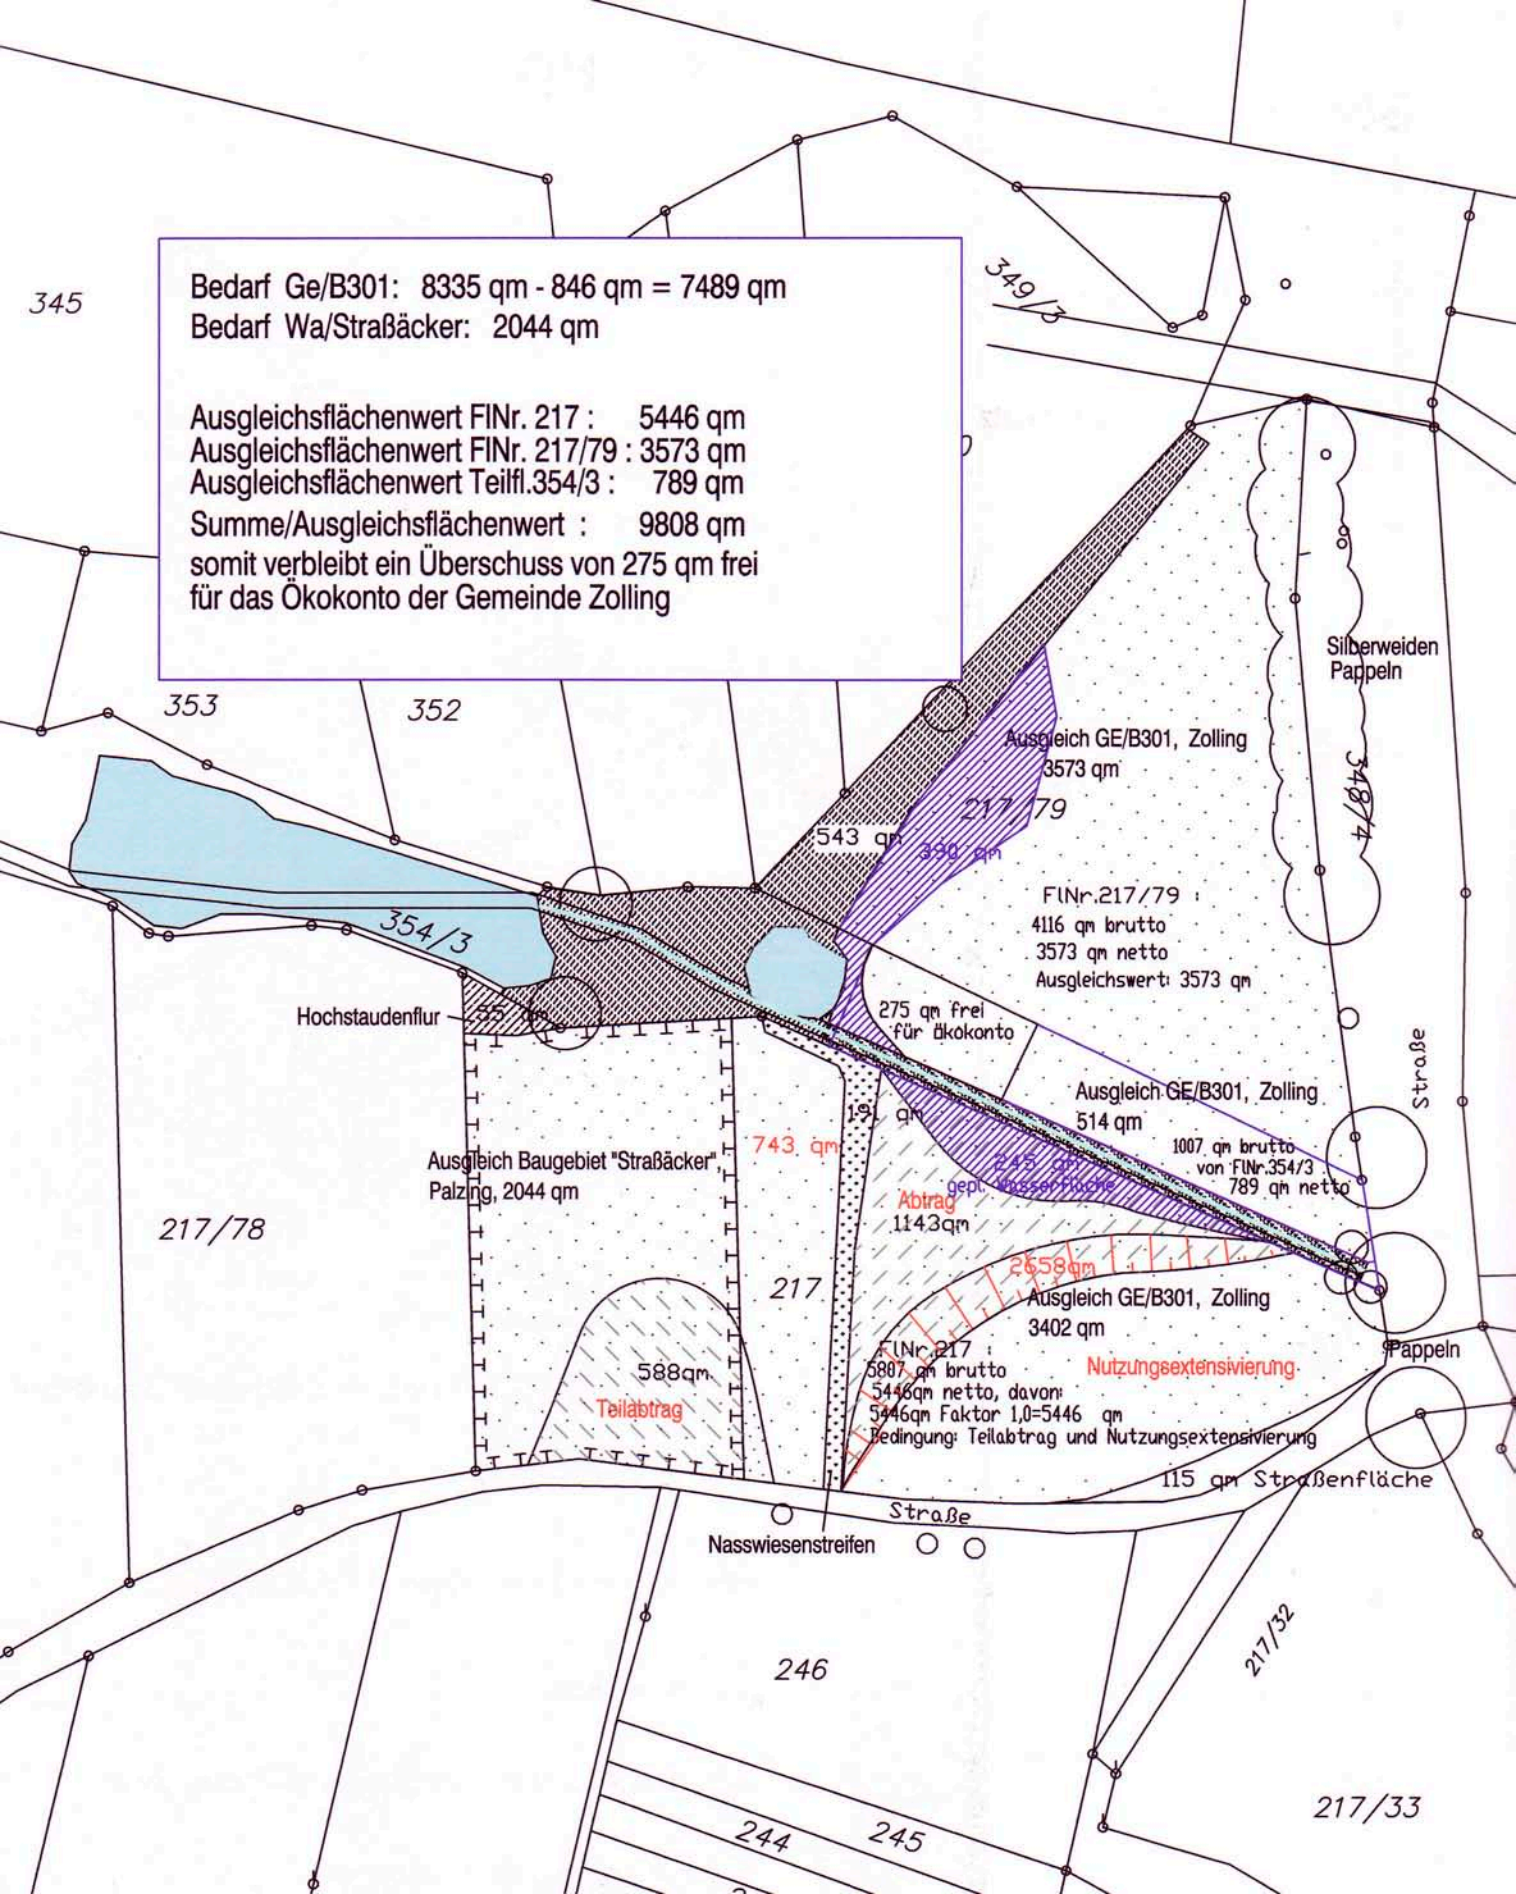 349/3
345
Bedarf Ge/B301: 8335 qm - 846 qm = 7489 qm
Bedarf Wa/Straßäcker: 2044 qm
Ausgleichsflächenwert FlNr. 217 : 5446 qm
Ausgleichsflächenwert FlNr. 217/79 : 3573 qm
Ausgleichsflächenwert Teilfl.354/3 : 789 qm
Summe/Ausgleichsflächenwert : 9808 qm
somit verbleibt ein Überschuss von 275 qm frei
für das Ökokonto der Gemeinde Zolling
Silberweiden
Pappeln
353
352
Ausgleich GE/B301, Zolling
3573 qm
348/4
217/79
543 qm
390 qm
FlNr.217/79 :
4116 qm brutto
3573 qm netto
Ausgleichswert: 3573 qm
354/3
Hochstaudenflur
55 qm
275 qm frei
für Ökokonto
Straße
Ausgleich GE/B301, Zolling
514 qm
191 qm
743 qm
1007 qm brutto
von FlNr.354/3
789 qm netto
Ausgleich Baugebiet "Straßäcker",
Palzing, 2044 qm
245 qm
gepl. Wasserfläche
Abtrag
1143qm
217/78
2658qm
217
Ausgleich GE/B301, Zolling
3402 qm
Pappeln
FlNr.217 :
5807 qm brutto
5446qm netto, davon:
5446qm Faktor 1,0=5446 qm
Bedingung: Teilabtrag und Nutzungsextensivierung
Nutzungsextensivierung
588qm
Teilabtrag
115 qm Straßenfläche
Straße
Nasswiesenstreifen
217/32
246
217/33
244
245